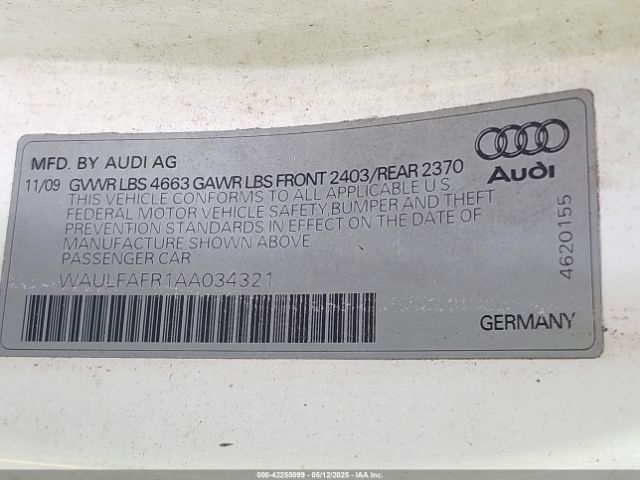 MFD. BY AUDI AG
11/09 GVWR LBS 4663 GAWR LBS FRONT 2403/REAR 2370
THIS VEHICLE CONFORMS TO ALL APPLICABLE U S
FEDERAL MOTOR VEHICLE SAFETY, BUMPER AND THEFT
PREVENTION STANDARDS IN EFFECT ON THE DATE OF
MANUFACTURE SHOWN ABOVE
PASSENGER CAR
WAULFAFR1AA034321
Audi
4620155
GERMANY
000-42255099 - 05/12/2025 - IAA Inc.